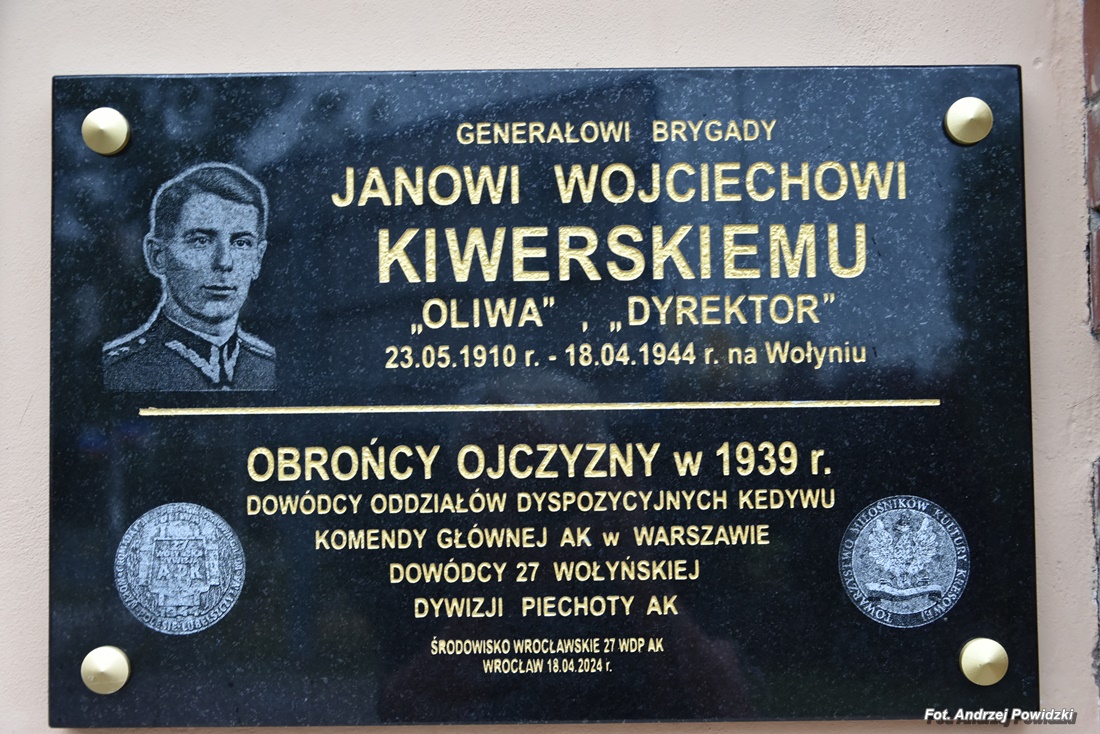 GENERAŁOWI BRYGADY
JANOWI WOJCIECHOWI
KIWERSKIEMU
„OLIWA” , „DYREKTOR”
23.05.1910 r. - 18.04.1944 r. na Wołyniu
OBROŃCY OJCZYZNY w 1939 r.
DOWÓDCY ODDZIAŁÓW DYSPOZYCYJNYCH KEDYWU
KOMENDY GŁÓWNEJ AK w WARSZAWIE
DOWÓDCY 27 WOŁYŃSKIEJ
DYWIZJI PIECHOTY AK
TOWARZYSTWO MIŁOŚNIKÓW KULTURY KRESOWEJ
ŚRODOWISKO WROCŁAWSKIE 27 WDP AK
WROCŁAW 18.04.2024 r.
Fot. Andrzej Powidzki